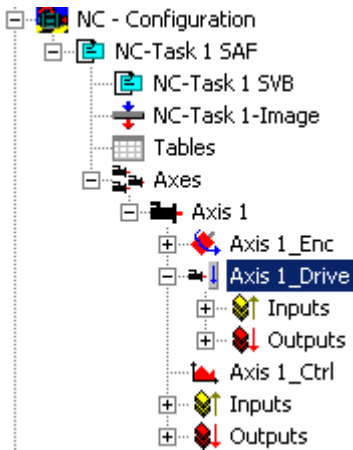 NC - Configuration
NC-Task 1 SAF
NC-Task 1 SVB
NC-Task 1-Image
Tables
Axes
Axis 1
Axis 1_Enc
Axis 1_Drive
Inputs
Outputs
Axis 1_Ctrl
Inputs
Outputs